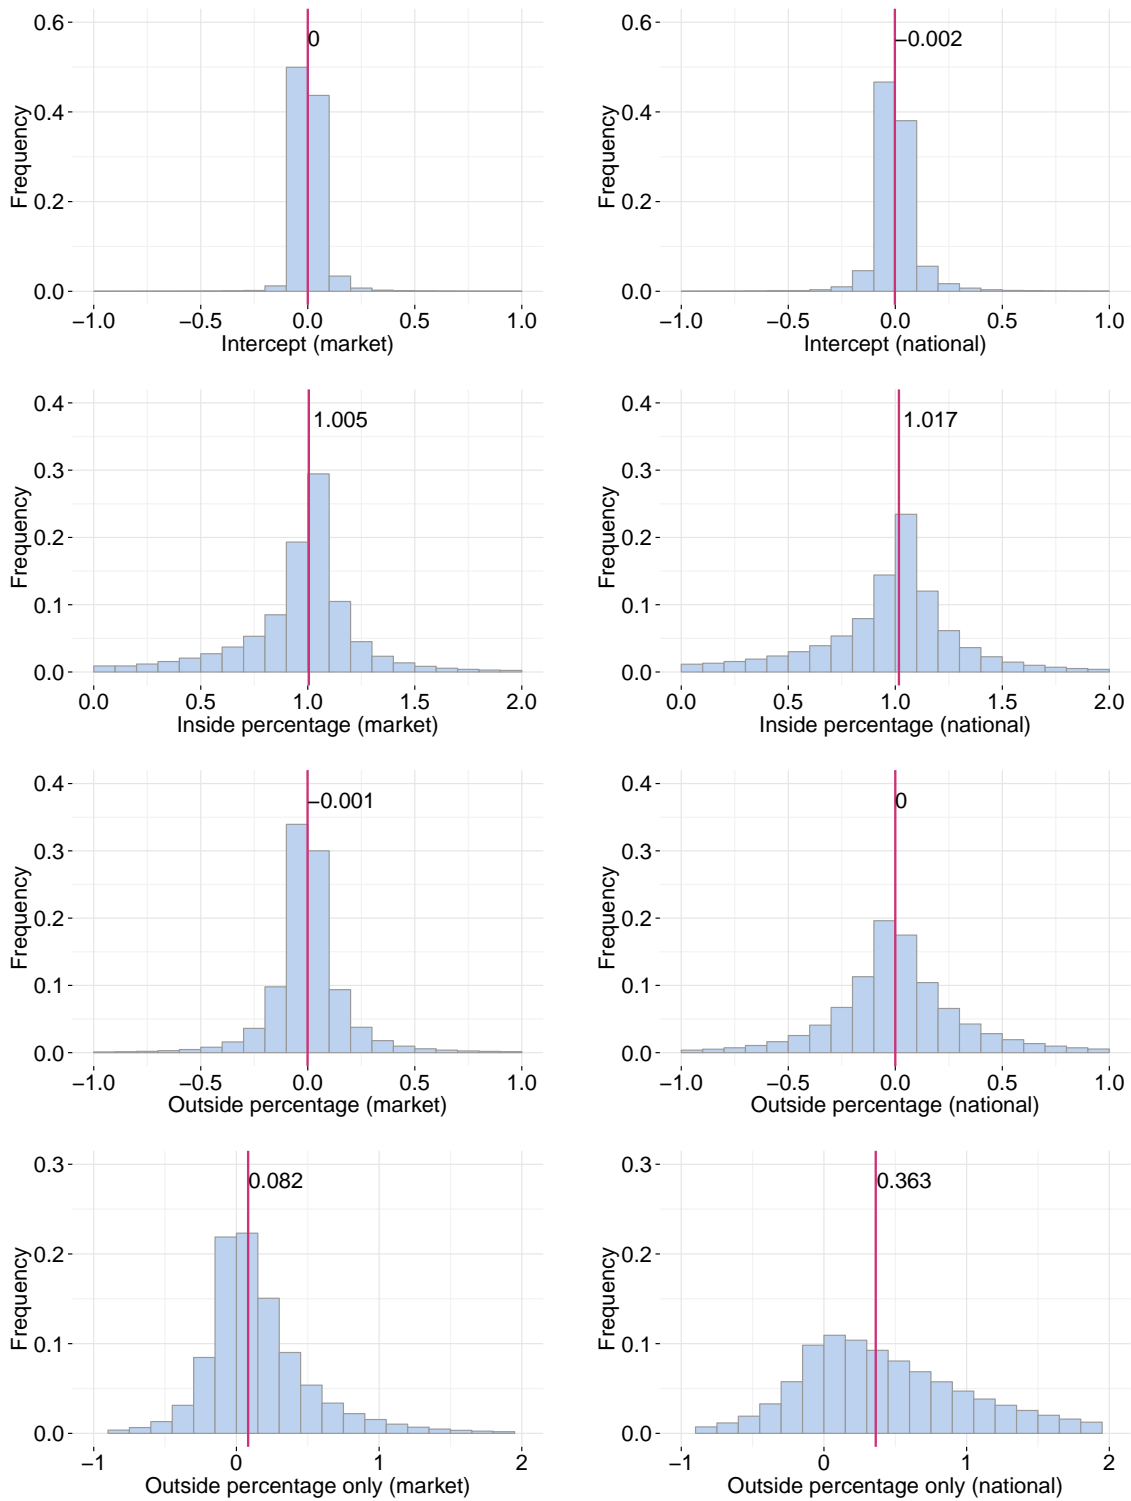 0
Frequency
0.6
0.4
0.2
0.0
−1.0 −0.5 0.0 0.5 1.0
Intercept (market)
−0.002
Frequency
0.6
0.4
0.2
0.0
−1.0 −0.5 0.0 0.5 1.0
Intercept (national)
1.005
Frequency
0.4
0.3
0.2
0.1
0.0
0.0 0.5 1.0 1.5 2.0
Inside percentage (market)
1.017
Frequency
0.4
0.3
0.2
0.1
0.0
0.0 0.5 1.0 1.5 2.0
Inside percentage (national)
−0.001
Frequency
0.4
0.3
0.2
0.1
0.0
−1.0 −0.5 0.0 0.5 1.0
Outside percentage (market)
0
Frequency
0.4
0.3
0.2
0.1
0.0
−1.0 −0.5 0.0 0.5 1.0
Outside percentage (national)
0.082
Frequency
0.3
0.2
0.1
0.0
−1 0 1 2
Outside percentage only (market)
0.363
Frequency
0.3
0.2
0.1
0.0
−1 0 1 2
Outside percentage only (national)